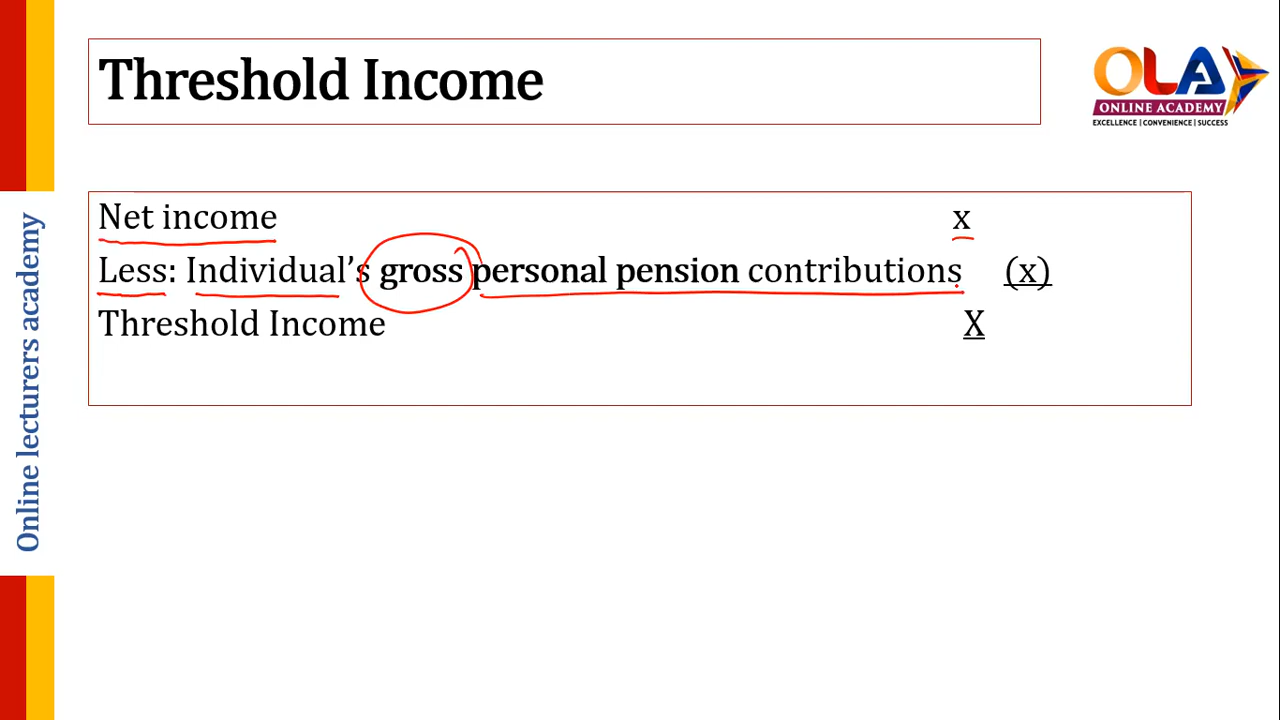 Threshold Income
OLA
ONLINE ACADEMY
EXCELLENCE | CONVENIENCE | SUCCESS
Online lecturers academy
Net income x
Less: Individual’s gross personal pension contributions (x)
Threshold Income X